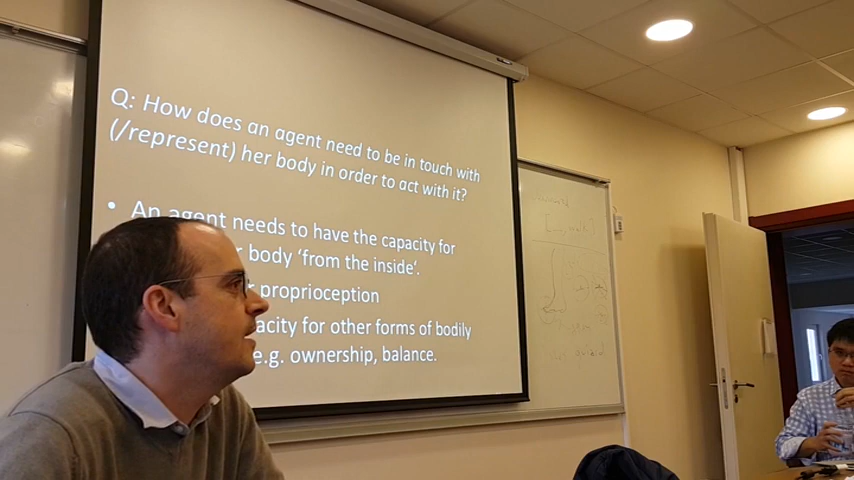 Q: How does an agent need to be in touch with
(/represent) her body in order to act with it?
• An agent needs to have the capacity for
body 'from the inside'.
proprioception
for other forms of bodily
e.g. ownership, balance.